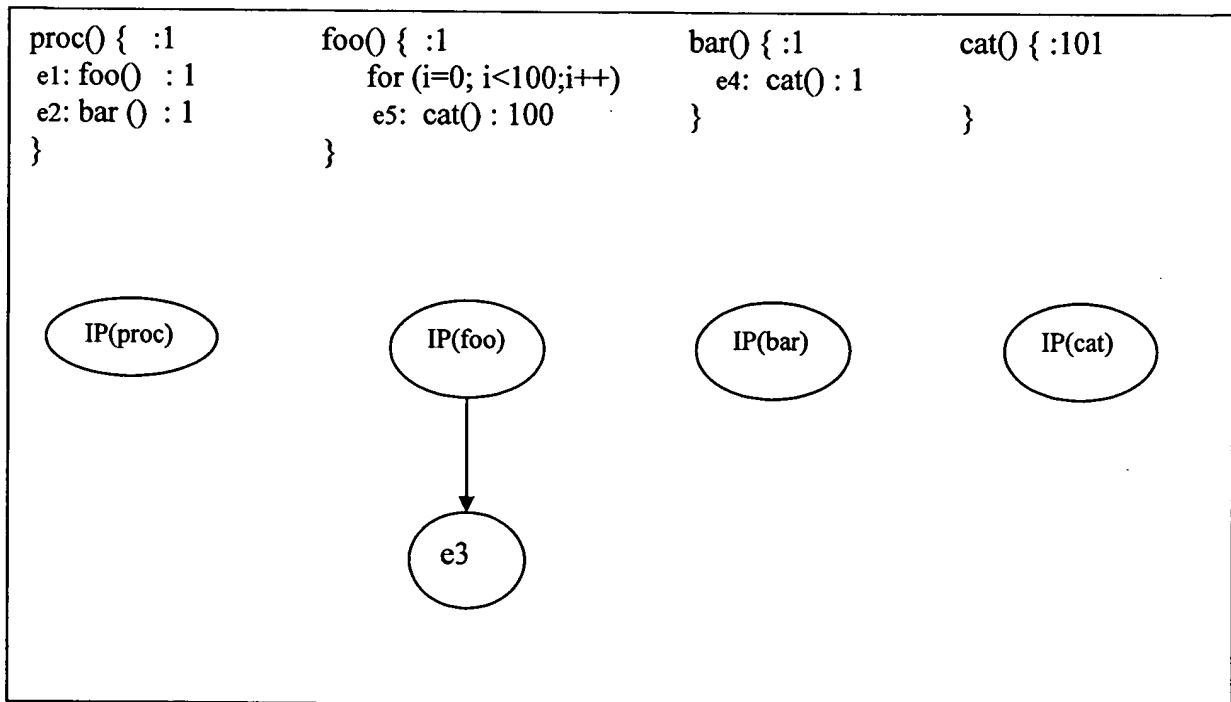 proc() {   :1
e1: foo()   : 1
e2: bar ()  : 1
}
foo() {  :1
for (i=0; i<100;i++)
e5:  cat() : 100
}
bar() { :1
e4:  cat() : 1
}
cat() { :101
}
IP(proc)
IP(foo)
IP(bar)
IP(cat)
e3